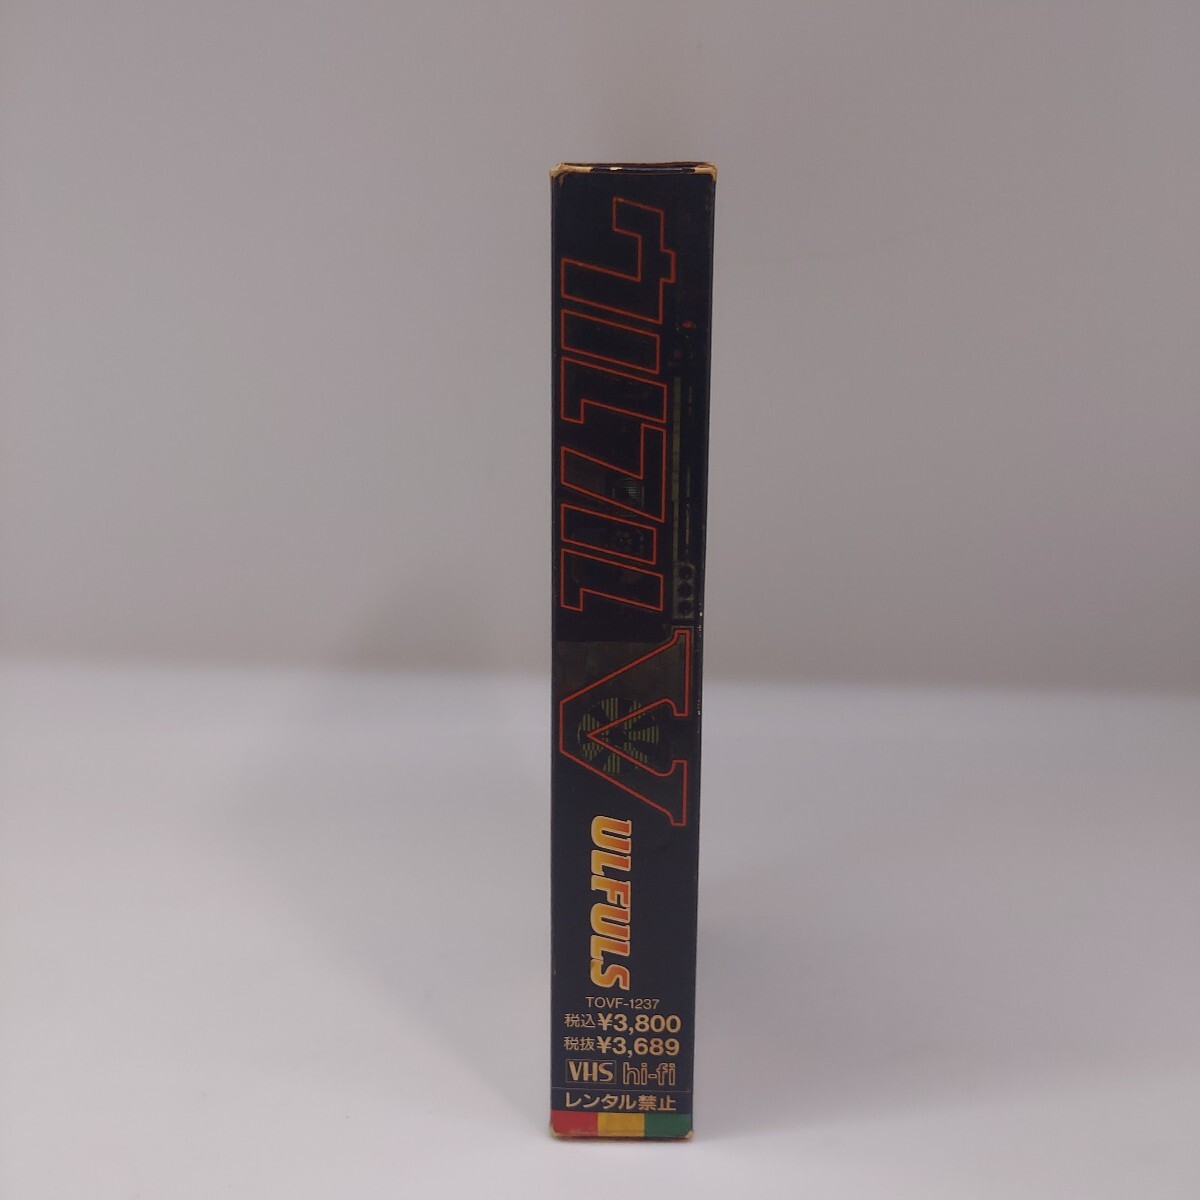 ウルフルV
ULFULS
TOVF-1237
税込¥3,800
税抜¥3,689
VHS hi-fi
レンタル禁止